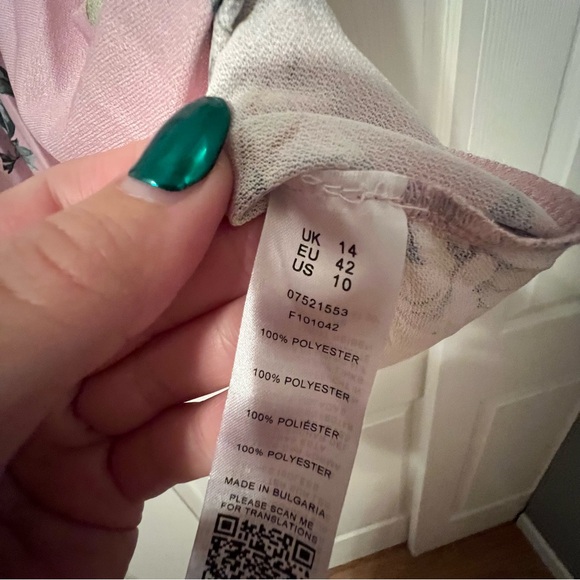 UK 14
EU 42
US 10
07521553
F101042
100% POLYESTER
100% POLYESTER
100% POLIÉSTER
100% POLYESTER
MADE IN BULGARIA
PLEASE SCAN ME
FOR TRANSLATIONS